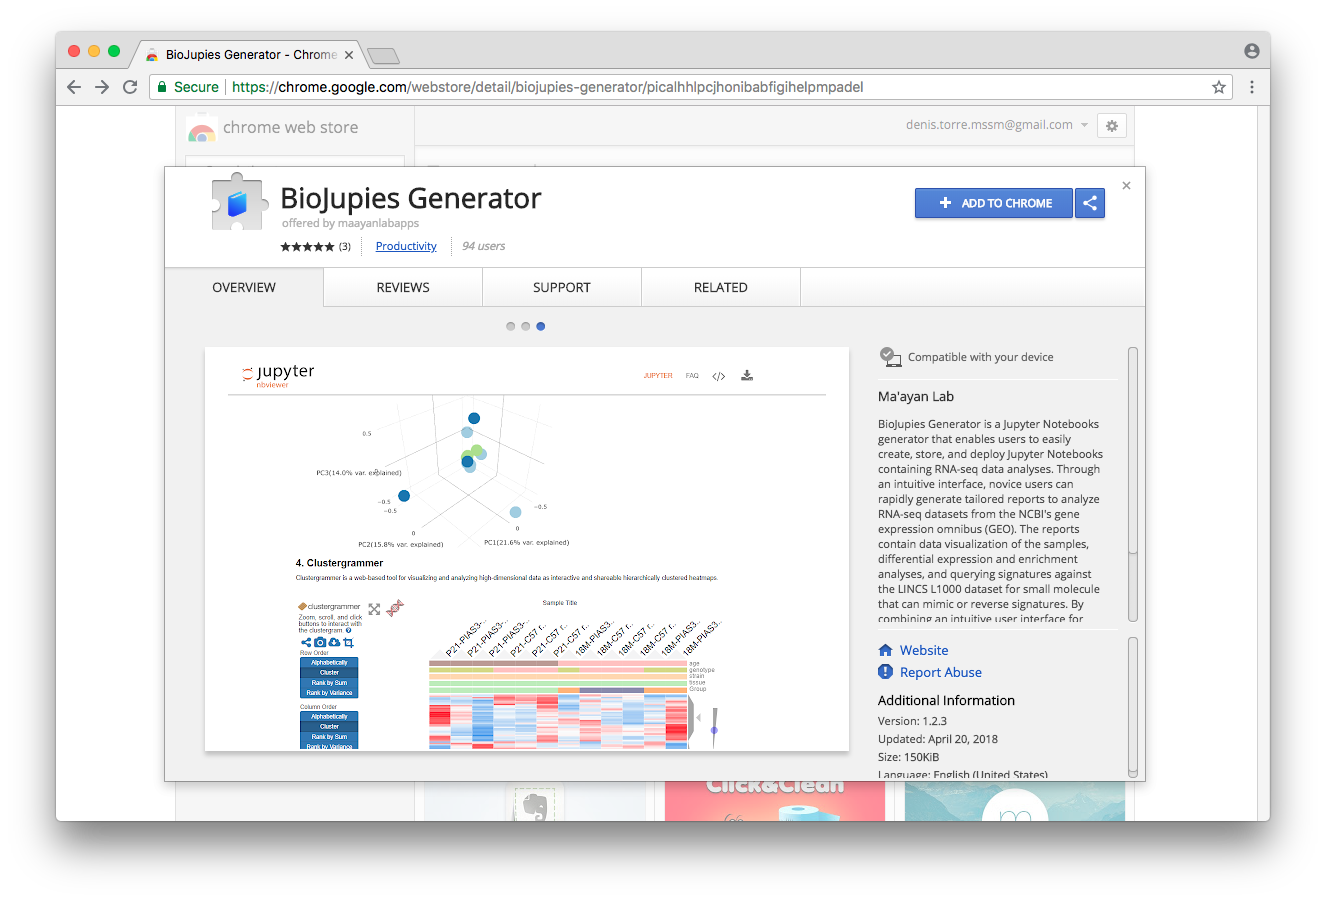 BioJupies Generator - Chrome
Secure
https://chrome.google.com/webstore/detail/biojupies-generator/picalhhlpcjhonibabfigihelpmpadel
chrome web store
denis.torre.mssm@gmail.com
BioJupies Generator
offered by maayanlabapps
(3)
Productivity
94 users
ADD TO CHROME
OVERVIEW
REVIEWS
SUPPORT
RELATED
jupyter
nbviewer
JUPYTER
FAQ
</>
0.5
PC3(14.0% var. explained)
−0.5
−0.5
−0.5
0
0
PC2(15.8% var. explained)
PC1(21.6% var. explained)
4. Clustergrammer
Clustergrammer is a web-based tool for visualizing and analyzing high-dimensional data as interactive and shareable hierarchically clustered heatmaps.
clustergrammer
Zoom, scroll, and click
buttons to interact with
the clustergram.
Row Order
Alphabetically
Cluster
Rank by Sum
Rank by Variance
Column Order
Alphabetically
Cluster
Rank by Sum
Rank by Variance
Sample Title
P21-PIAS3-..
P21-PIAS3-..
P21-PIAS3-..
P21-C57 r..
P21-C57 r..
P21-C57 r..
18M-PIAS3..
18M-C57 r..
18M-C57 r..
18M-C57 r..
18M-PIAS3..
18M-PIAS3..
age
genotype
strain
tissue
Group
Compatible with your device
Ma'ayan Lab
BioJupies Generator is a Jupyter Notebooks
generator that enables users to easily
create, store, and deploy Jupyter Notebooks
containing RNA-seq data analyses. Through
an intuitive interface, novice users can
rapidly generate tailored reports to analyze
RNA-seq datasets from the NCBI's gene
expression omnibus (GEO). The reports
contain data visualization of the samples,
differential expression and enrichment
analyses, and querying signatures against
the LINCS L1000 dataset for small molecule
that can mimic or reverse signatures. By
combining an intuitive user interface for
Website
Report Abuse
Additional Information
Version: 1.2.3
Updated: April 20, 2018
Size: 150KiB
Language: English (United States)
Click&Clean
m